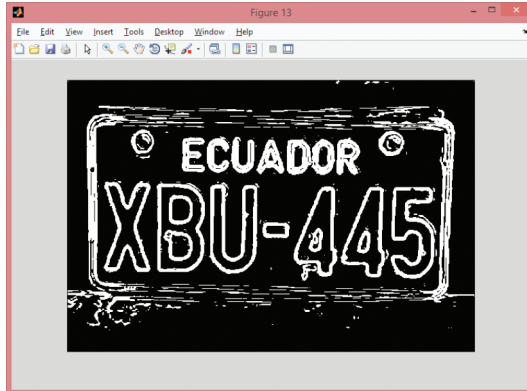 Figure 13
File Edit View Insert Tools Desktop Window Help
ECUADOR
XBU-445